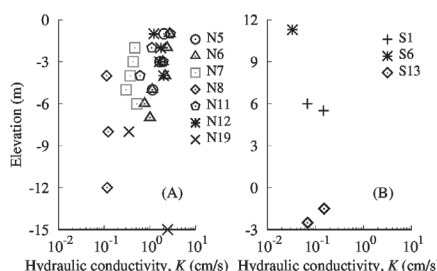 0
-3
-6
-9
-12
-15
Elevation (m)
10-2 10-1 100 101
Hydraulic conductivity, K (cm/s)
(A)
N5
N6
N7
N8
N11
N12
N19
12
9
6
3
0
-3
10-2 10-1 100 101
Hydraulic conductivity, K (cm/s)
(B)
S1
S6
S13